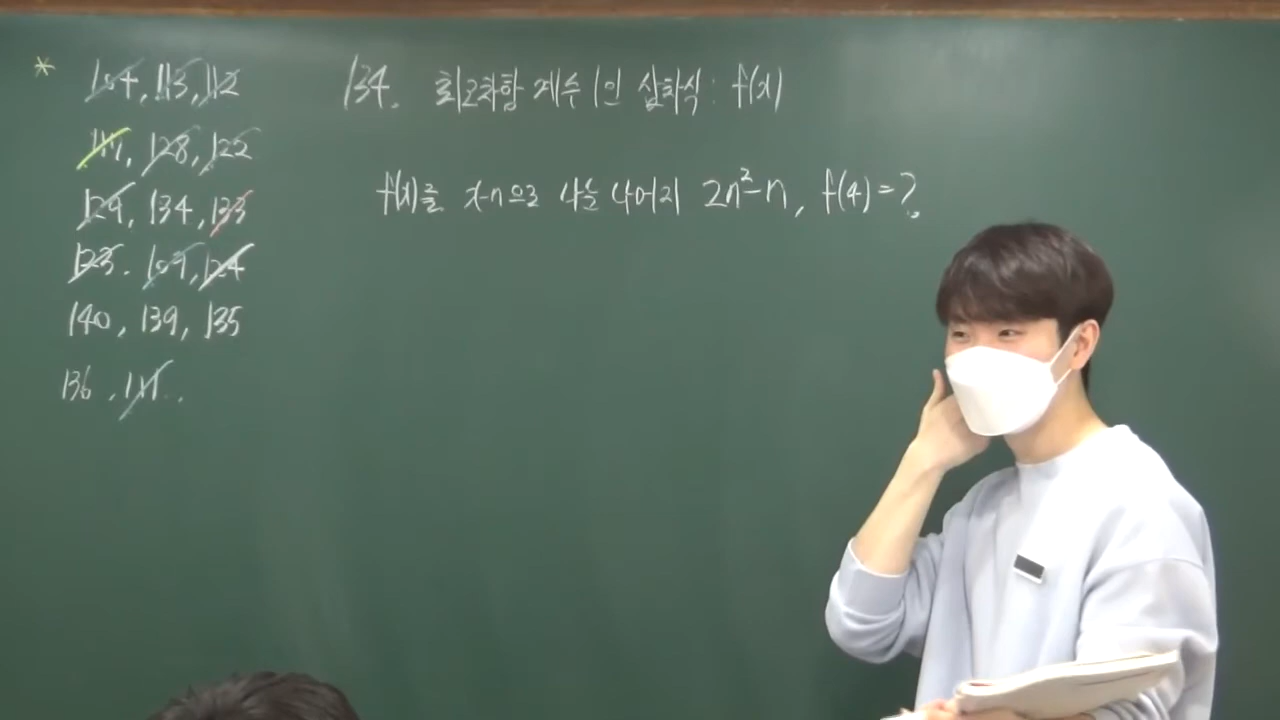 * 104, 113, 112
111, 128, 122
129, 134, 133
123. 109, 124
140, 139, 135
136, 111.
134. 최고차항 계수 1인 삼차식 : f(x)
f(x)를 x-n으로 나눈 나머지 2n²-n, f(4)=?